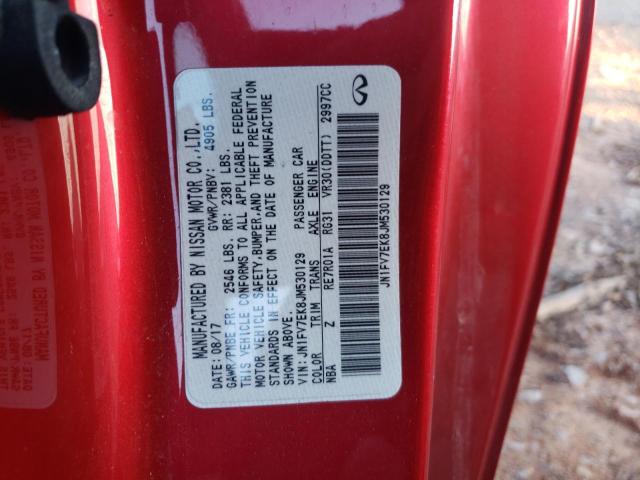 MANUFACTURED BY NISSAN MOTOR CO.,LTD.
DATE: 08/17 GVWR/PNBV: 4905 LBS.
GAWR/PNBE FR: 2546 LBS. RR: 2381 LBS.
THIS VEHICLE CONFORMS TO ALL APPLICABLE FEDERAL
MOTOR VEHICLE SAFETY,BUMPER,AND THEFT PREVENTION
STANDARDS IN EFFECT ON THE DATE OF MANUFACTURE
SHOWN ABOVE.
VIN: JN1FV7EK8JM530129 PASSENGER CAR
COLOR TRIM TRANS AXLE ENGINE
NBA Z RE7R01A RG31 VR30(DDTT) 2997CC
JN1FV7EK8JM530129